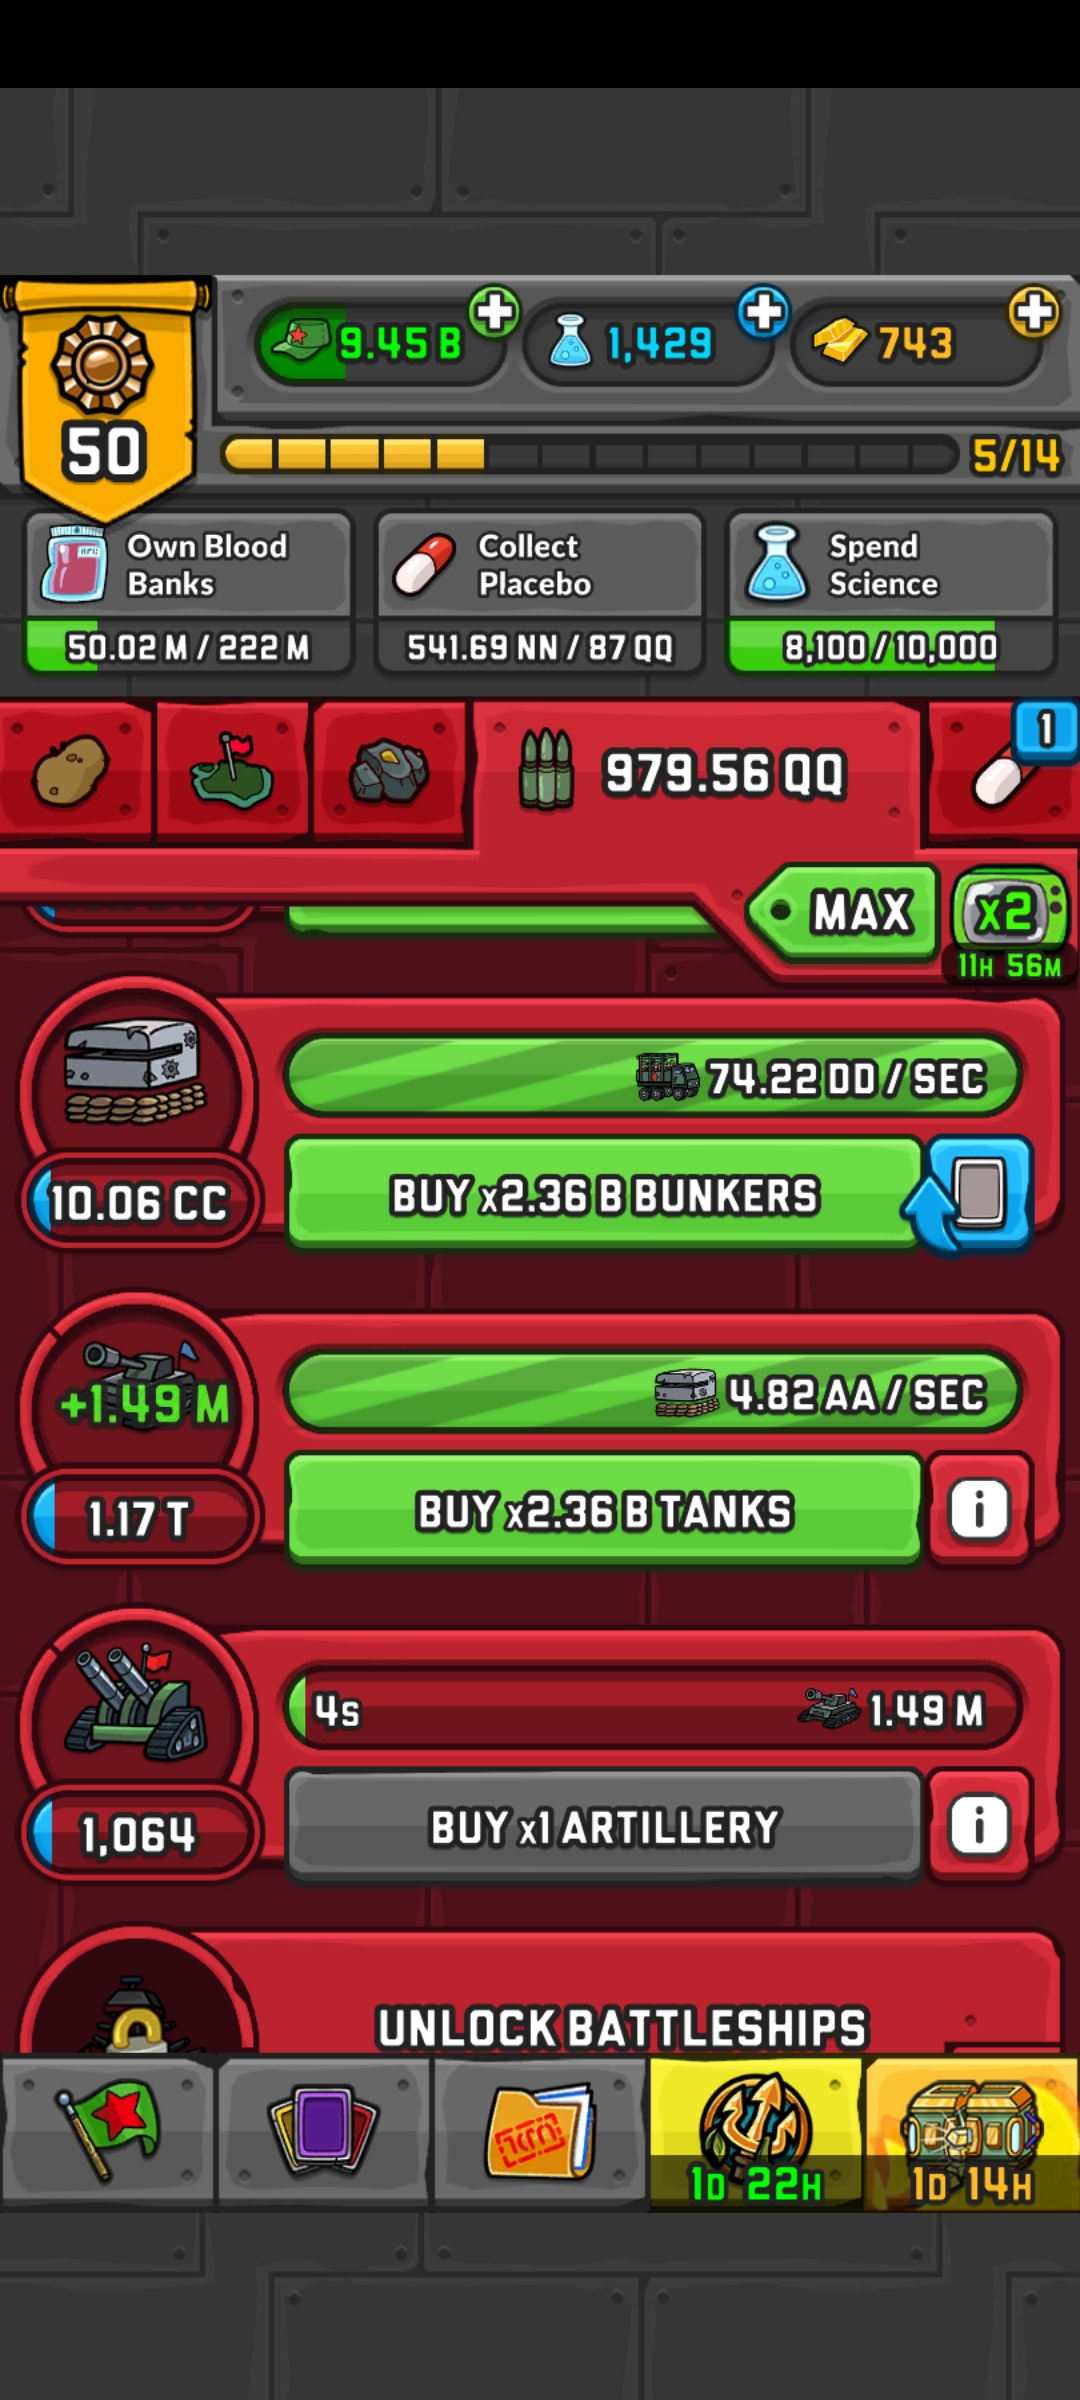 9.45 B
1,429
743
50
5/14
Own Blood
Banks
50.02 M / 222 M
Collect
Placebo
541.69 NN / 87 QQ
Spend
Science
8,100 / 10,000
979.56 QQ
1
MAX
x2
11H 56M
74.22 DD / SEC
10.06 CC
BUY x2.36 B BUNKERS
+1.49 M
4.82 AA / SEC
1.17 T
BUY x2.36 B TANKS
i
4s
1.49 M
1,064
BUY x1 ARTILLERY
i
UNLOCK BATTLESHIPS
1D 22H
1D 14H